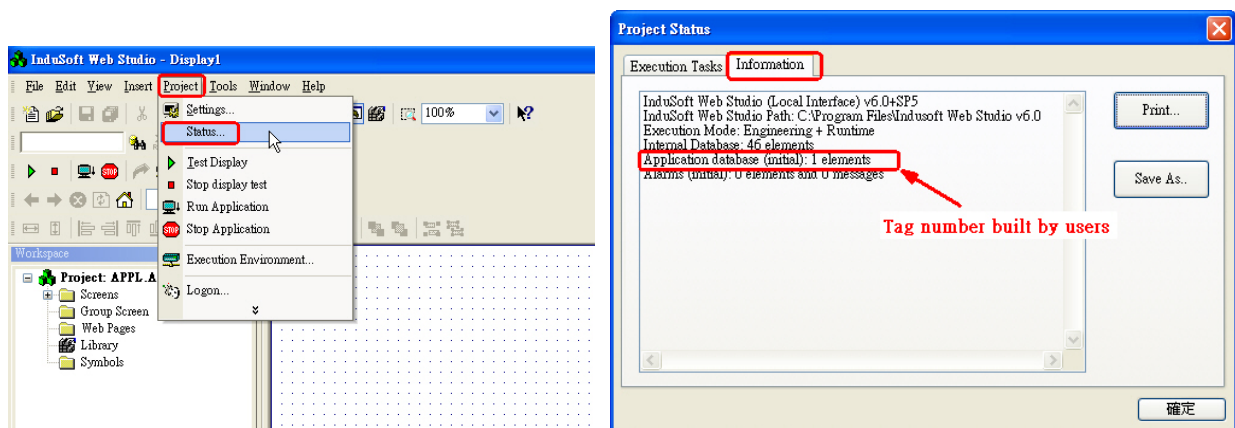 InduSoft Web Studio - Display1
File Edit View Insert Project Tools Window Help
Settings...
100%
Status...
Test Display
Stop display test
Run Application
STOP
Stop Application
Execution Environment...
Logon...
Workspace
Project: APPL.A
Screens
Group Screen
Web Pages
Library
Symbols
Project Status
Execution Tasks
Information
InduSoft Web Studio (Local Interface) v6.0+SP5
InduSoft Web Studio Path: C:\Program Files\Indusoft Web Studio v6.0
Execution Mode: Engineering + Runtime
Internal Database: 46 elements
Application database (initial): 1 elements
Alarms (initial): 0 elements and 0 messages
Print...
Save As..
Tag number built by users
確定